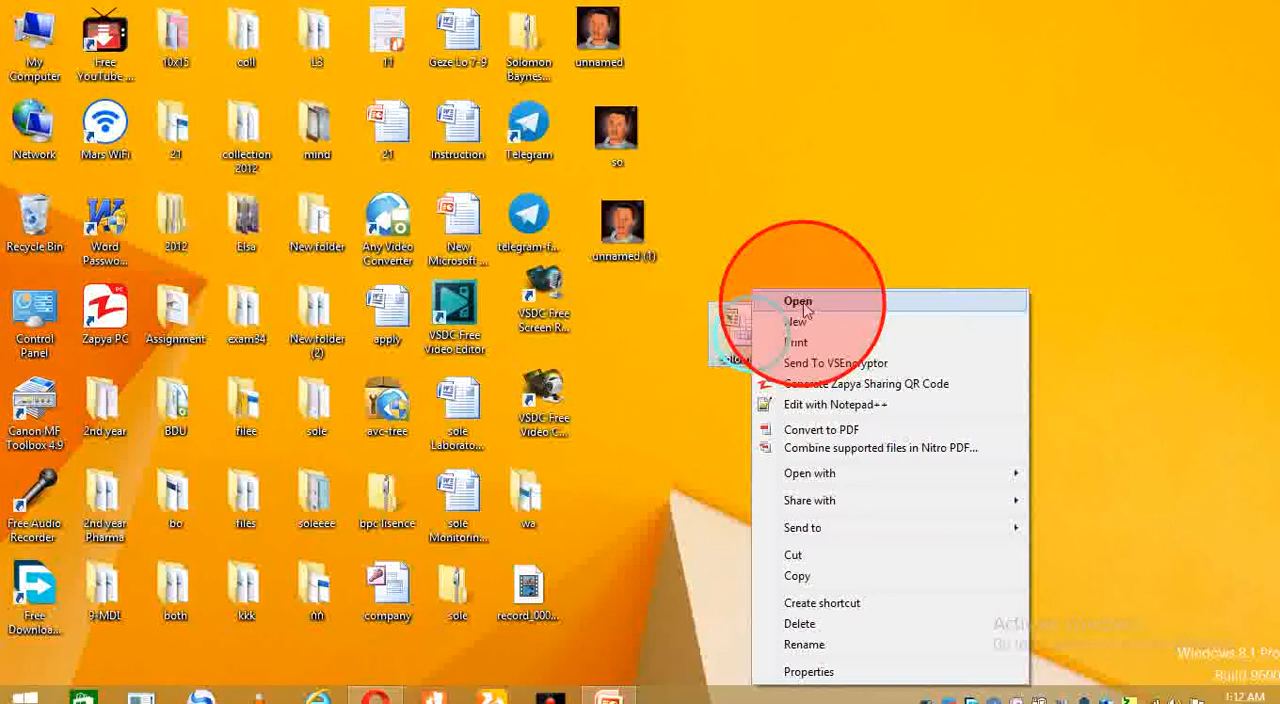 My
Computer
Free
YouTube ...
10x15
coll
L3
11
Geze Lo 7-9
Solomon
Baynes...
unnamed
Network
Mars WiFi
21
collection
2012
mind
21
Instruction
Telegram
so
Recycle Bin
Word
Passwo...
2012
Elsa
New folder
Any Video
Converter
New
Microsoft ...
telegram-f...
unnamed (1)
Control
Panel
Zapya PC
Assignment
exam34
New folder
(2)
apply
VSDC Free
Video Editor
VSDC Free
Screen R...
Canon MF
Toolbox 4.9
2nd year
BDU
filee
sole
avc-free
sole
Laborato...
VSDC Free
Video C...
Free Audio
Recorder
2nd year
Pharma
bo
files
soleeee
bpc lisence
sole
Monitorin...
wa
Free
Downloa...
9-MDL
both
kkk
company
sole
record_000...
Open
New
Print
Send To VSEncryptor
Generate Zapya Sharing QR Code
Edit with Notepad++
Convert to PDF
Combine supported files in Nitro PDF...
Open with
Share with
Send to
Cut
Copy
Create shortcut
Delete
Rename
Properties
Windows 8.1 Pro
Build 9600
1:12 AM